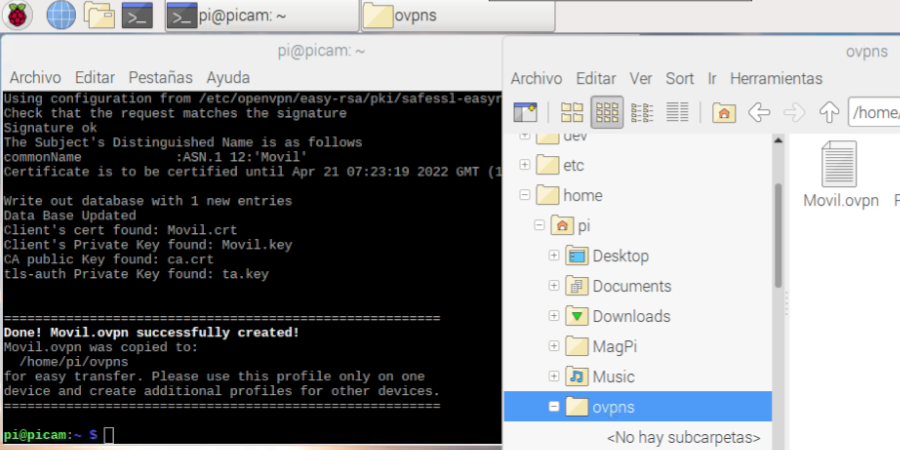 pi@picam: ~
ovpns
pi@picam: ~
Archivo Editar Pestañas Ayuda
Using configuration from /etc/openvpn/easy-rsa/pki/safessl-easyr
Check that the request matches the signature
Signature ok
The Subject's Distinguished Name is as follows
commonName            :ASN.1 12:'Movil'
Certificate is to be certified until Apr 21 07:23:19 2022 GMT (1
Write out database with 1 new entries
Data Base Updated
Client's cert found: Movil.crt
Client's Private Key found: Movil.key
CA public Key found: ca.crt
tls-auth Private Key found: ta.key
========================================================
Done! Movil.ovpn successfully created!
Movil.ovpn was copied to:
  /home/pi/ovpns
for easy transfer. Please use this profile only on one
device and create additional profiles for other devices.
========================================================
pi@picam:~ $
ovpns
Archivo Editar Ver Sort Ir Herramientas
/home/
dev
etc
home
pi
Desktop
Documents
Downloads
MagPi
Music
ovpns
<No hay subcarpetas>
Movil.ovpn